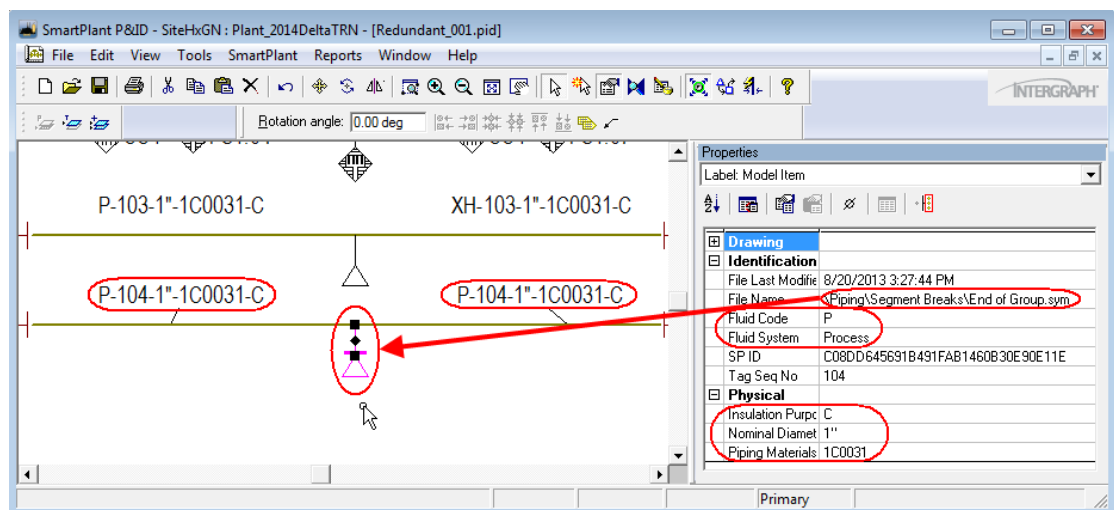 SmartPlant P&ID - SiteHxGN : Plant_2014DeltaTRN - [Redundant_001.pid]
File Edit View Tools SmartPlant Reports Window Help
INTERGRAPH
Rotation angle: 0.00 deg
Properties
Label: Model Item
P-103-1"-1C0031-C XH-103-1"-1C0031-C
Drawing
Identification
File Last Modifie 8/20/2013 3:27:44 PM
P-104-1"-1C0031-C P-104-1"-1C0031-C
File Name \Piping\Segment Breaks\End of Group.sym
Fluid Code P
Fluid System Process
SP ID C08DD645691B491FAB1460B30E90E11E
Tag Seq No 104
Physical
Insulation Purpc C
Nominal Diamet 1"
Piping Materials 1C0031
Primary